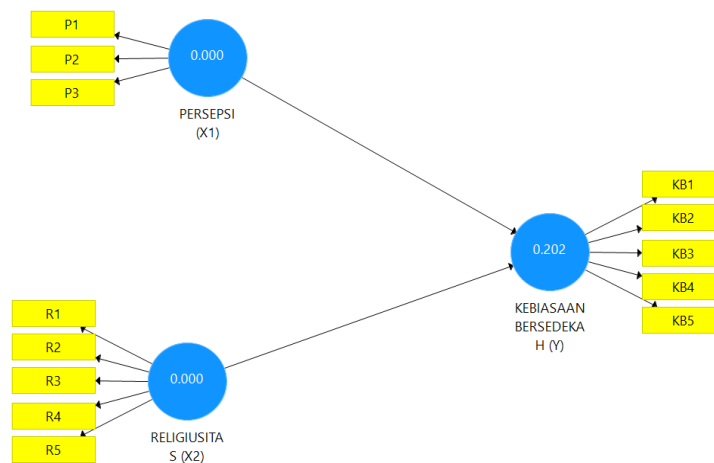 P1
P2
P3
0.000
PERSEPSI
(X1)
R1
R2
R3
R4
R5
0.000
RELIGIUSITA
S (X2)
0.202
KEBIASAAN
BERSEDEKA
H (Y)
KB1
KB2
KB3
KB4
KB5